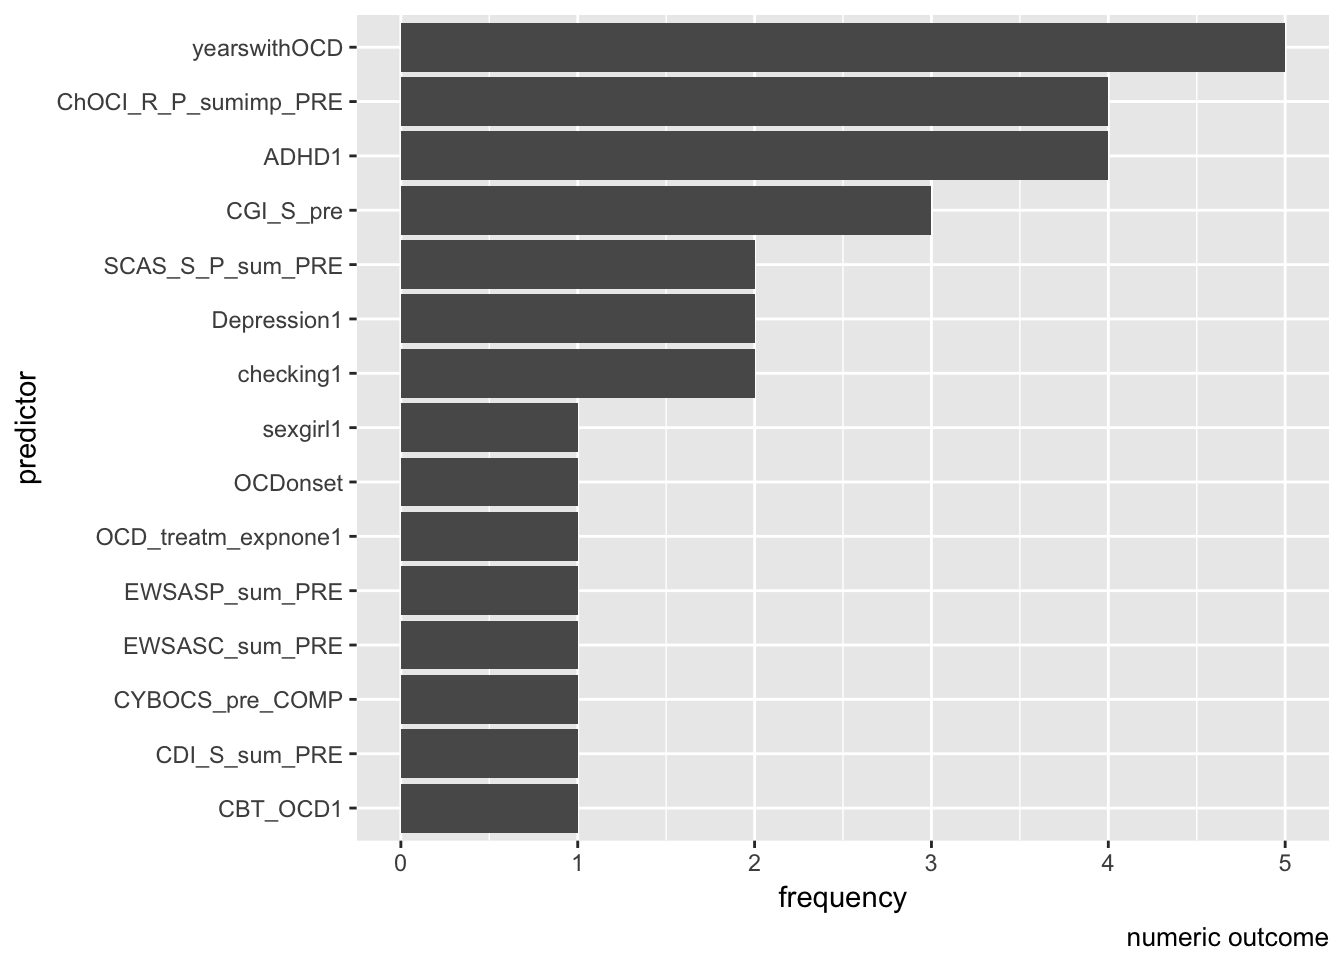 yearswithOCD
ChOCI_R_P_sumimp_PRE
ADHD1
CGI_S_pre
SCAS_S_P_sum_PRE
Depression1
checking1
sexgirl1
OCDonset
OCD_treatm_expnone1
EWSASP_sum_PRE
EWSASC_sum_PRE
CYBOCS_pre_COMP
CDI_S_sum_PRE
CBT_OCD1
predictor
0 1 2 3 4 5
frequency
numeric outcome